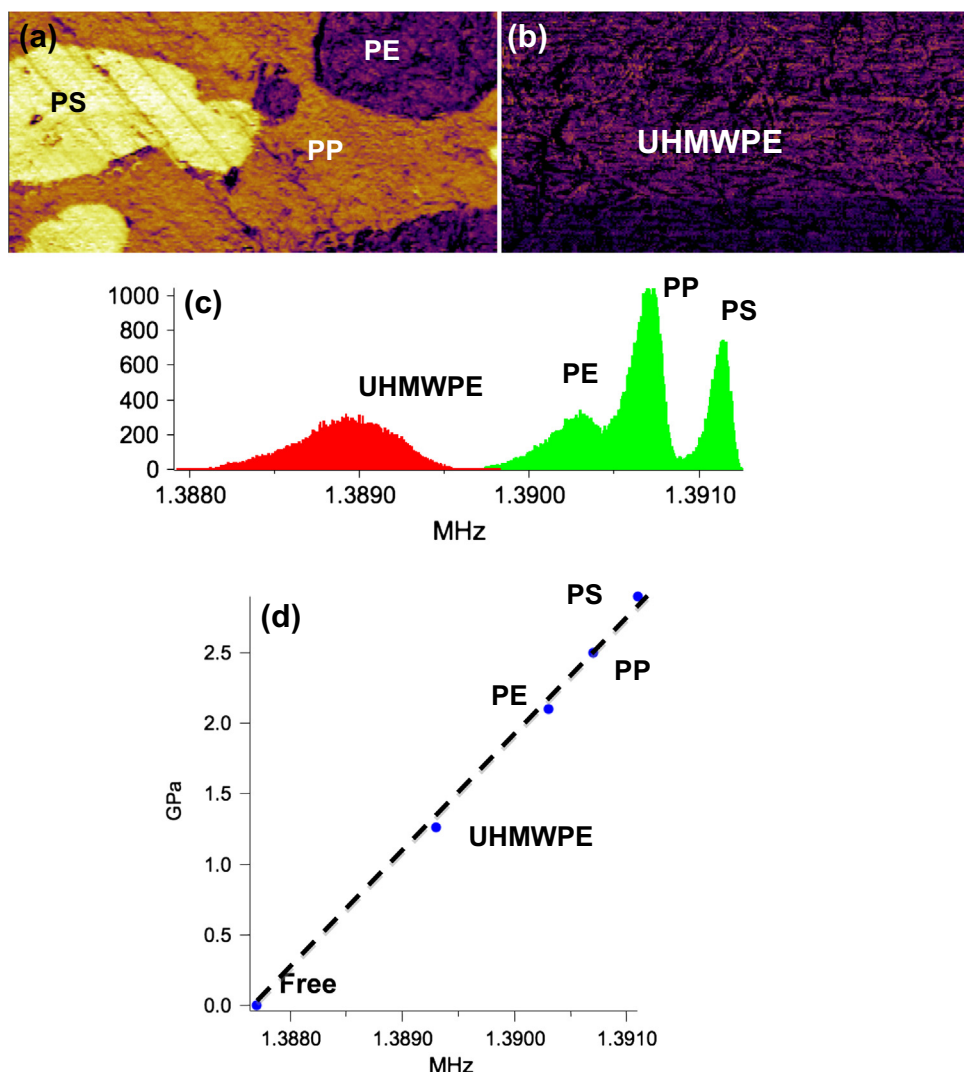 (a)
PE
PS
PP
(b)
UHMWPE
(c)
1000
800
600
400
200
0
UHMWPE
PE
PP
PS
1.3880
1.3890
1.3900
1.3910
MHz
(d)
GPa
2.5
2.0
1.5
1.0
0.5
0.0
PS
PP
PE
UHMWPE
Free
1.3880
1.3890
1.3900
1.3910
MHz